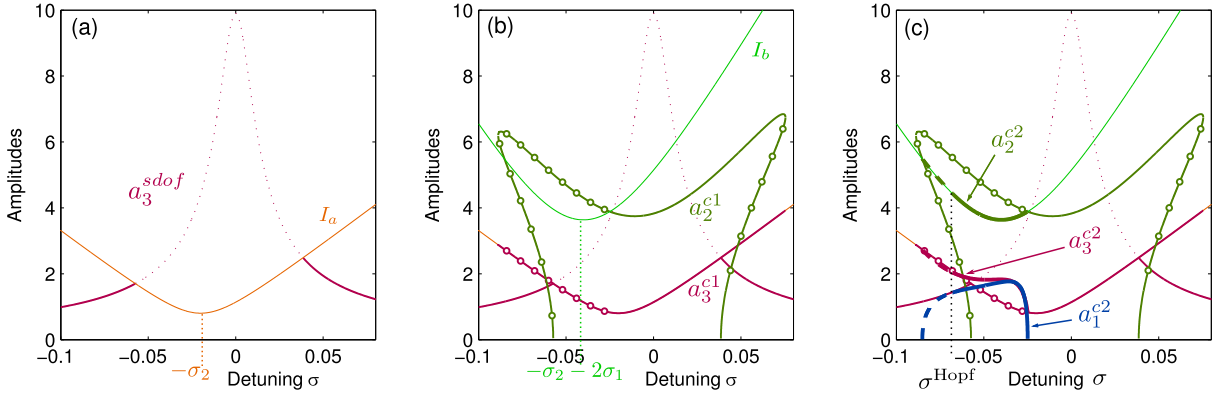 (a)
10
8
6
4
2
0
Amplitudes
a_3^{sdof}
I_a
−0.1
−0.05
0
0.05
Detuning σ
−σ_2
(b)
10
8
6
4
2
0
Amplitudes
I_b
a_2^{c1}
a_3^{c1}
−0.1
−0.05
0
0.05
Detuning σ
−σ_2 − 2σ_1
(c)
10
8
6
4
2
0
Amplitudes
a_2^{c2}
a_3^{c2}
a_1^{c2}
−0.1
−0.05
0
0.05
σ^{Hopf}
Detuning σ